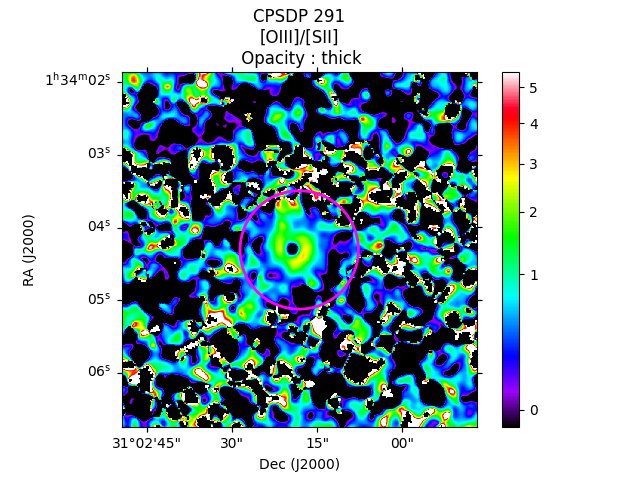 CPSDP 291
[OIII]/[SII]
Opacity : thick
1ʰ34ᵐ02ˢ
03ˢ
04ˢ
05ˢ
06ˢ
RA (J2000)
31°02'45" 30" 15" 00"
Dec (J2000)
5
4
3
2
1
0